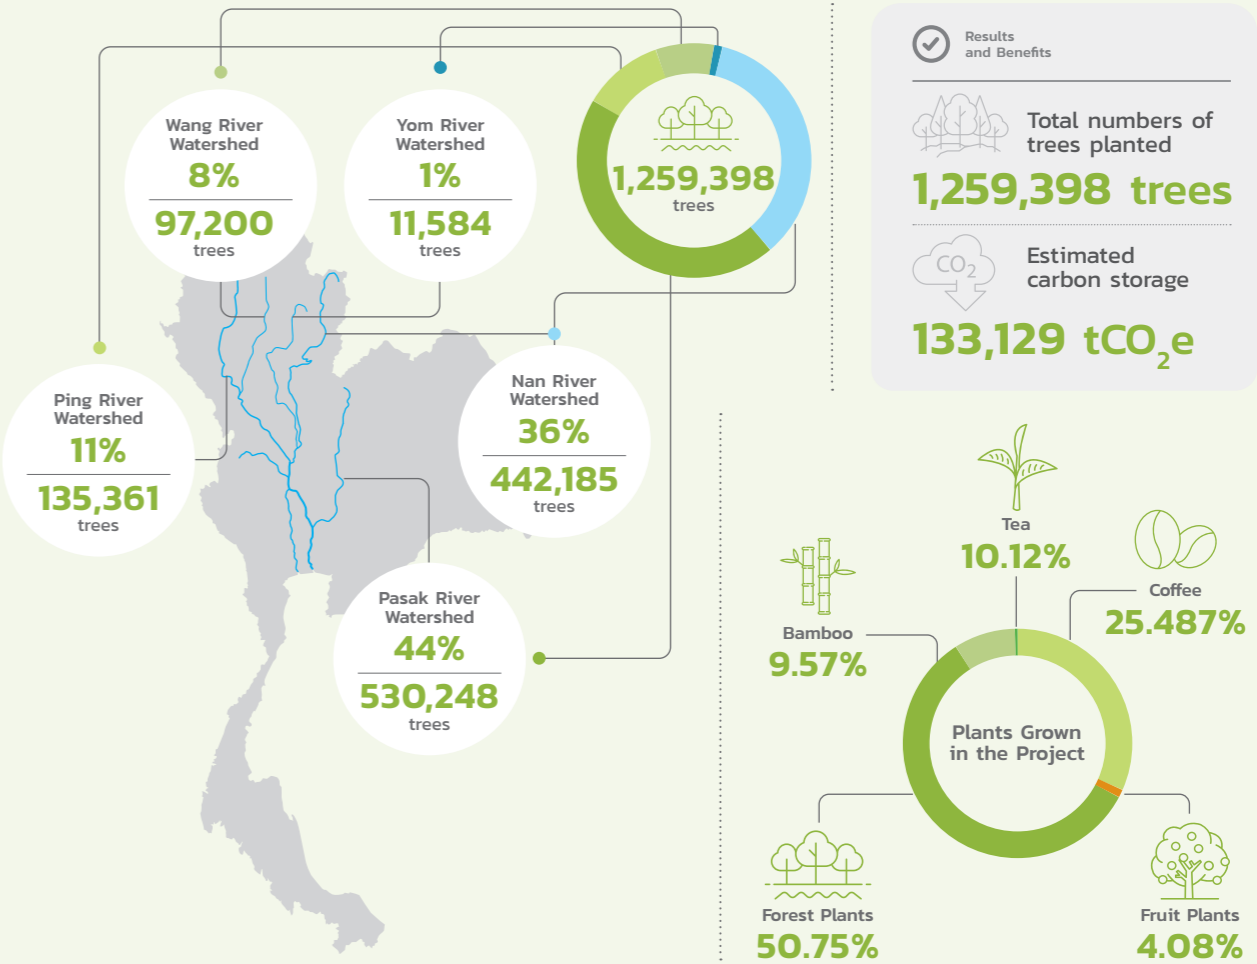 Wang River
Watershed
8%
97,200
trees
Yom River
Watershed
1%
11,584
trees
1,259,398
trees
Ping River
Watershed
11%
135,361
trees
Nan River
Watershed
36%
442,185
trees
Pasak River
Watershed
44%
530,248
trees
Results
and Benefits
Total numbers of
trees planted
1,259,398 trees
CO₂
Estimated
carbon storage
133,129 tCO₂e
Tea
10.12%
Coffee
25.487%
Bamboo
9.57%
Plants Grown
in the Project
Forest Plants
50.75%
Fruit Plants
4.08%